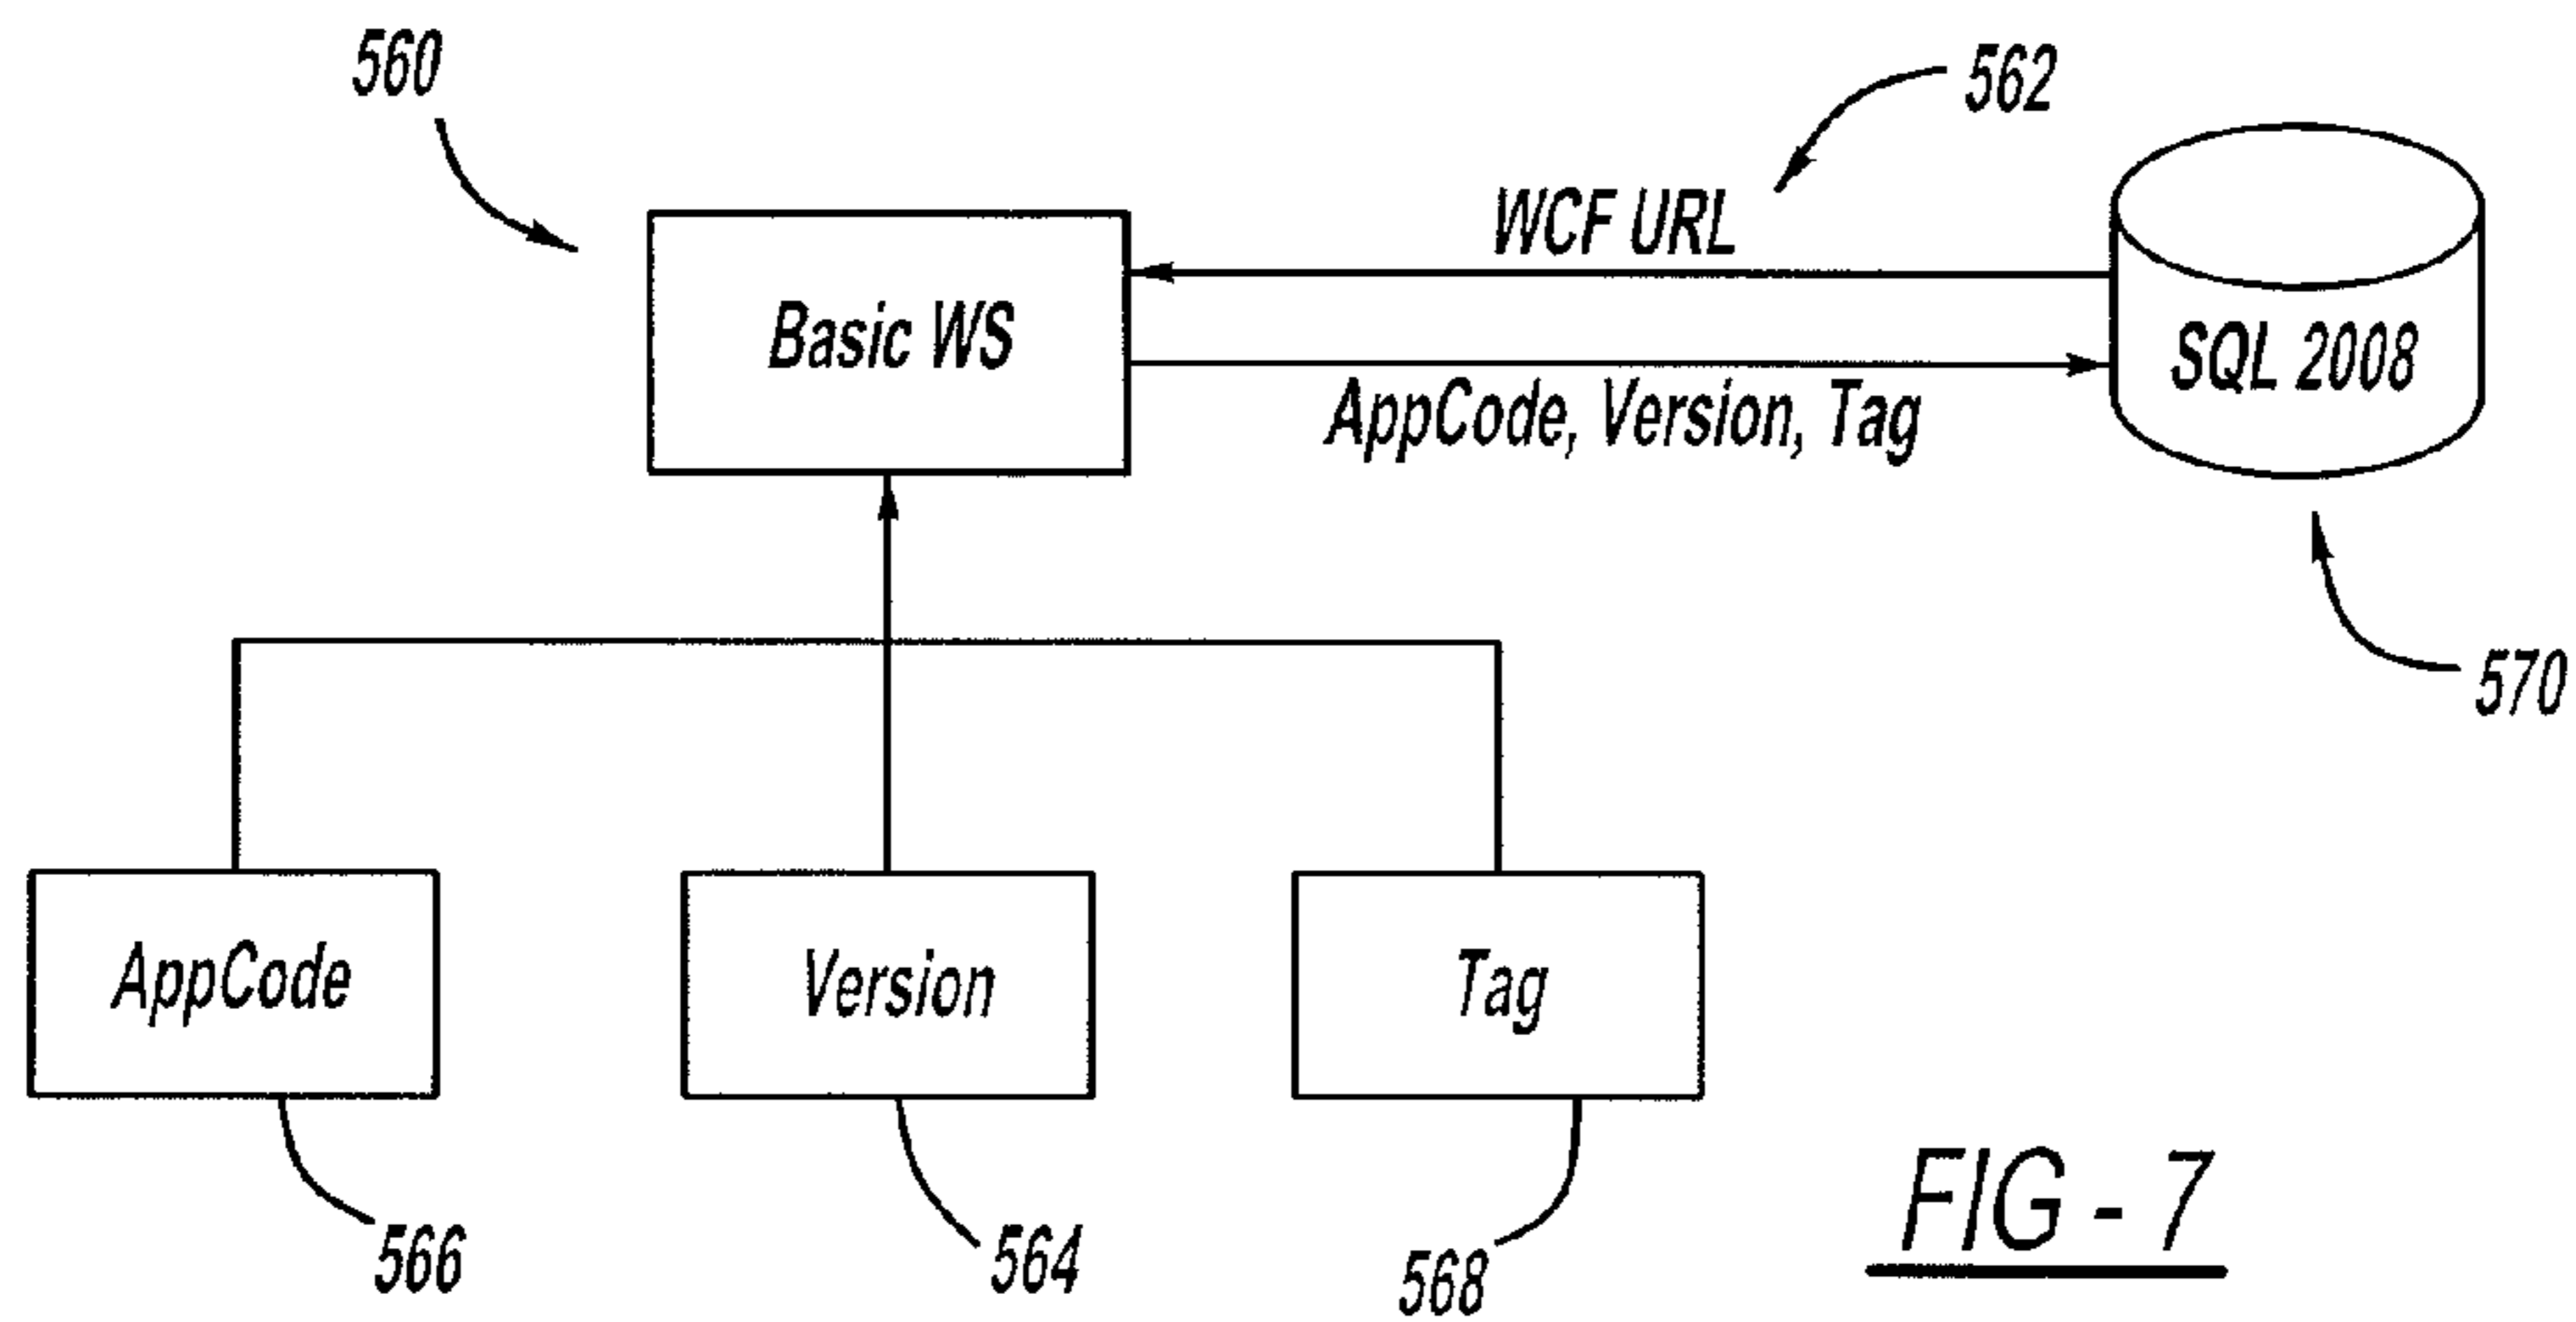 560
562
WCF URL
Basic WS
SQL 2008
AppCode, Version, Tag
570
AppCode
Version
Tag
566
564
568
FIG - 7